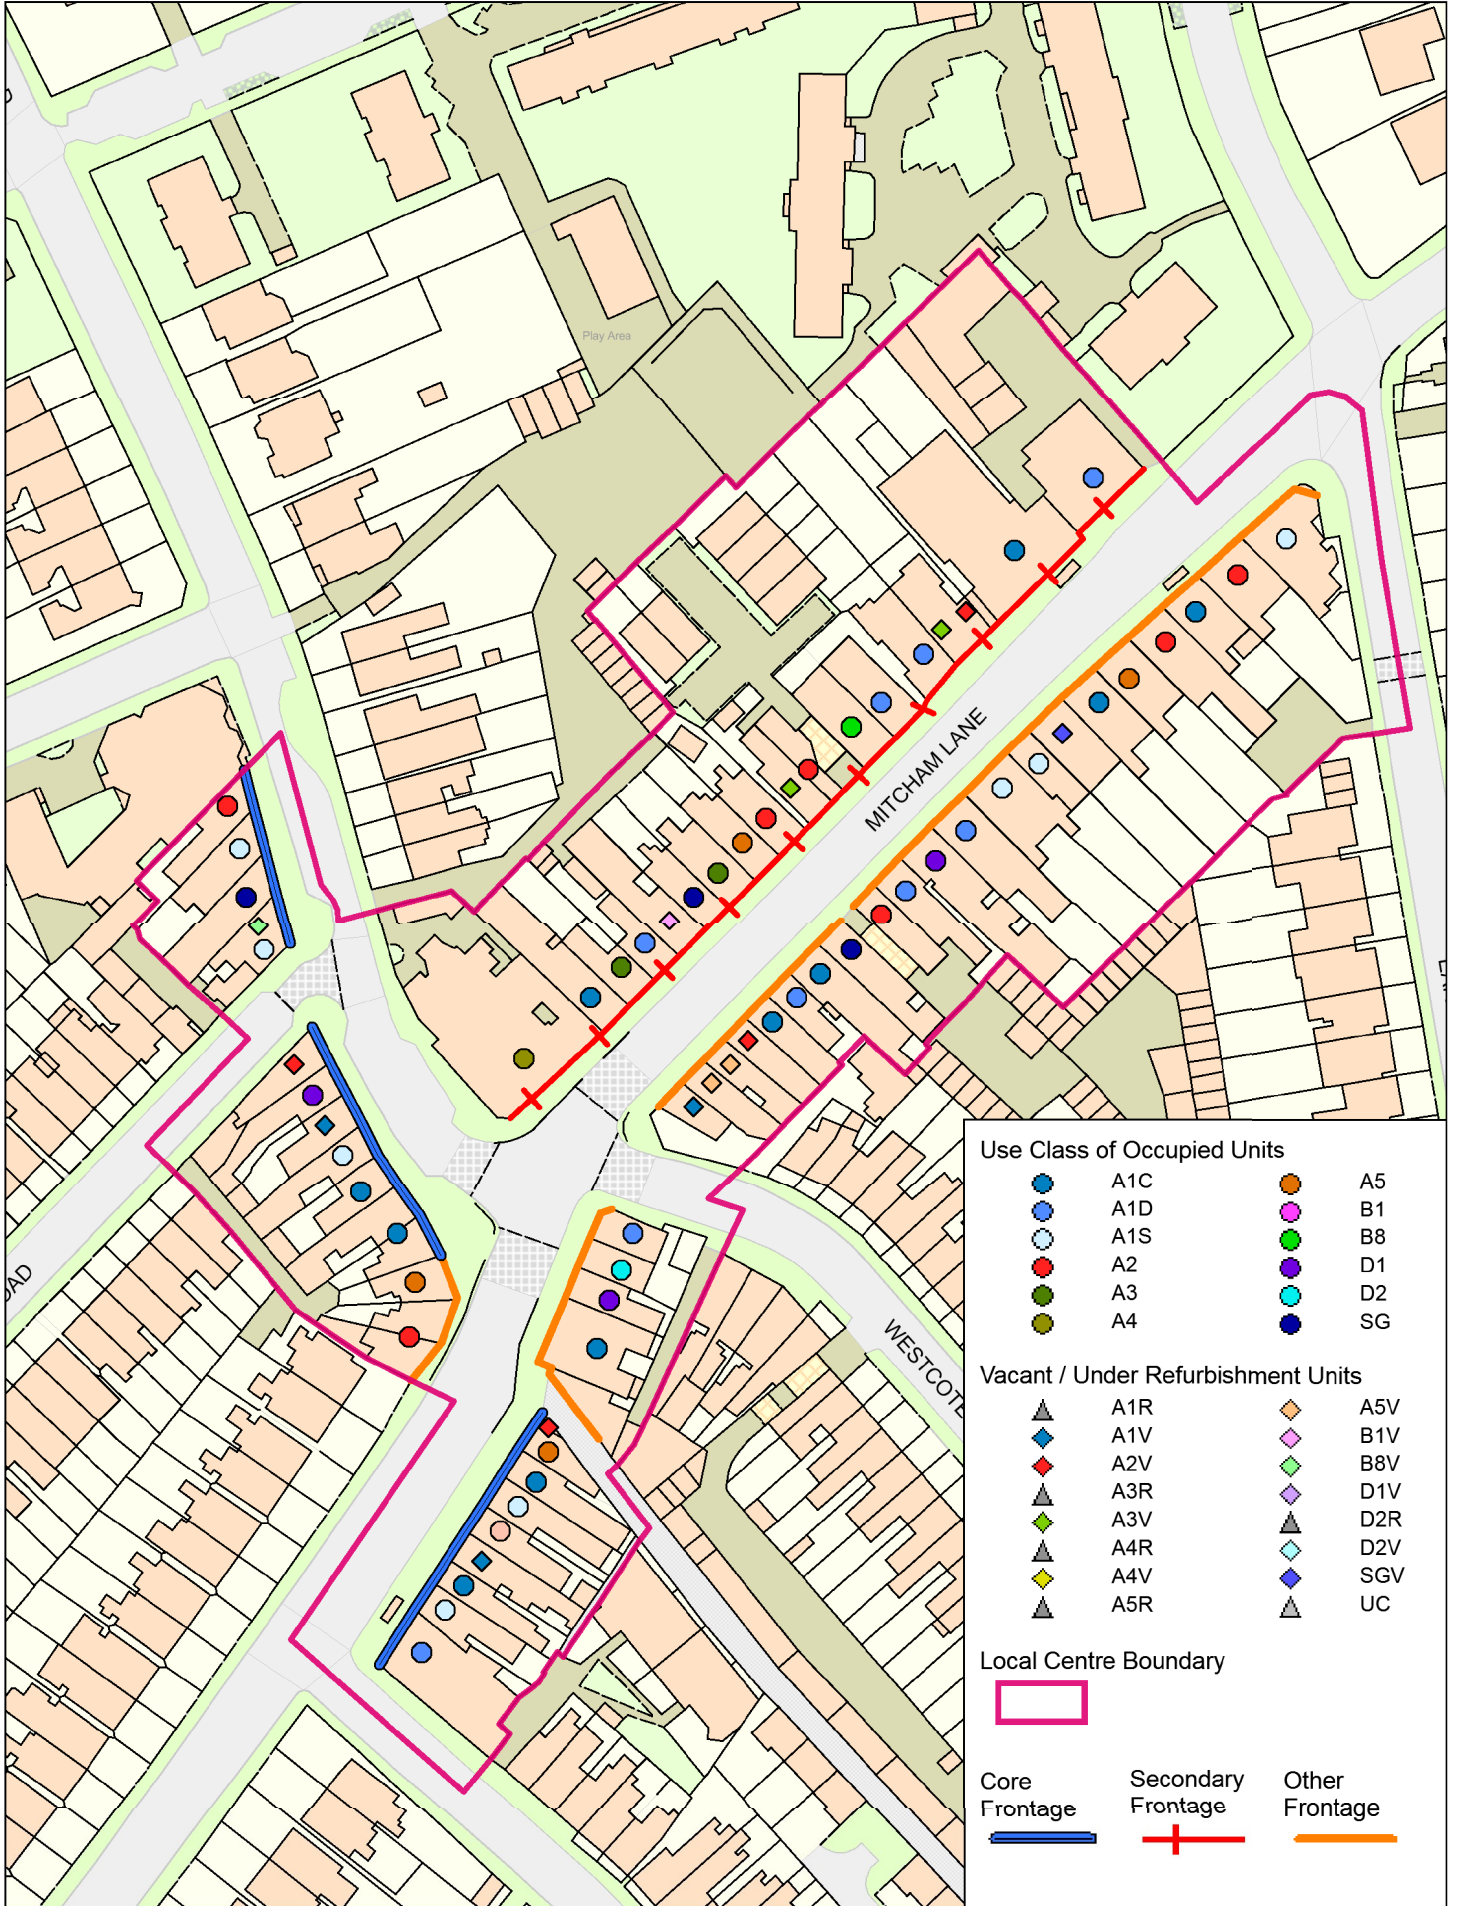 Play Area
MITCHAM LANE
WESTCOTE
OAD
Use Class of Occupied Units
A1C
A1D
A1S
A2
A3
A4
A5
B1
B8
D1
D2
SG
Vacant / Under Refurbishment Units
A1R
A1V
A2V
A3R
A3V
A4R
A4V
A5R
A5V
B1V
B8V
D1V
D2R
D2V
SGV
UC
Local Centre Boundary
Core
Frontage
Secondary
Frontage
Other
Frontage